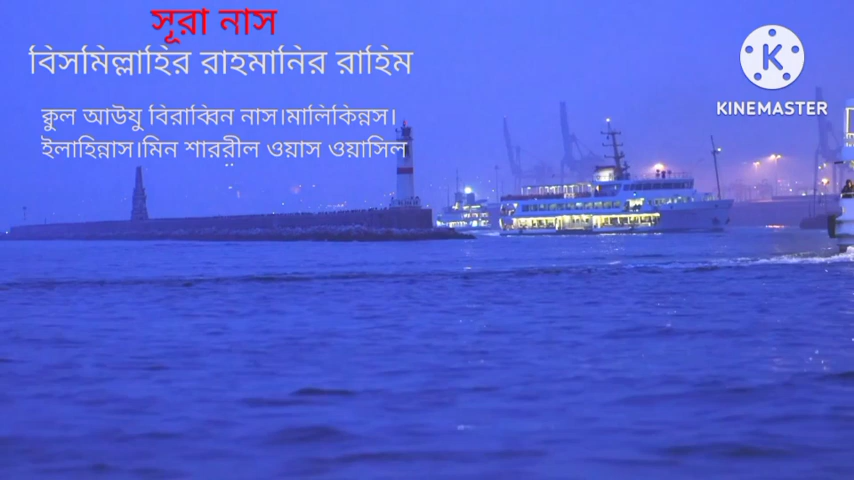 সূরা নাস
বিসমিল্লাহির রাহমানির রাহিম
ক্বুল আউযু বিরাব্বিন নাস।মালিকিন্নস।
ইলাহিন্নাস।মিন শাররীল ওয়াস ওয়াসিল
KINEMASTER